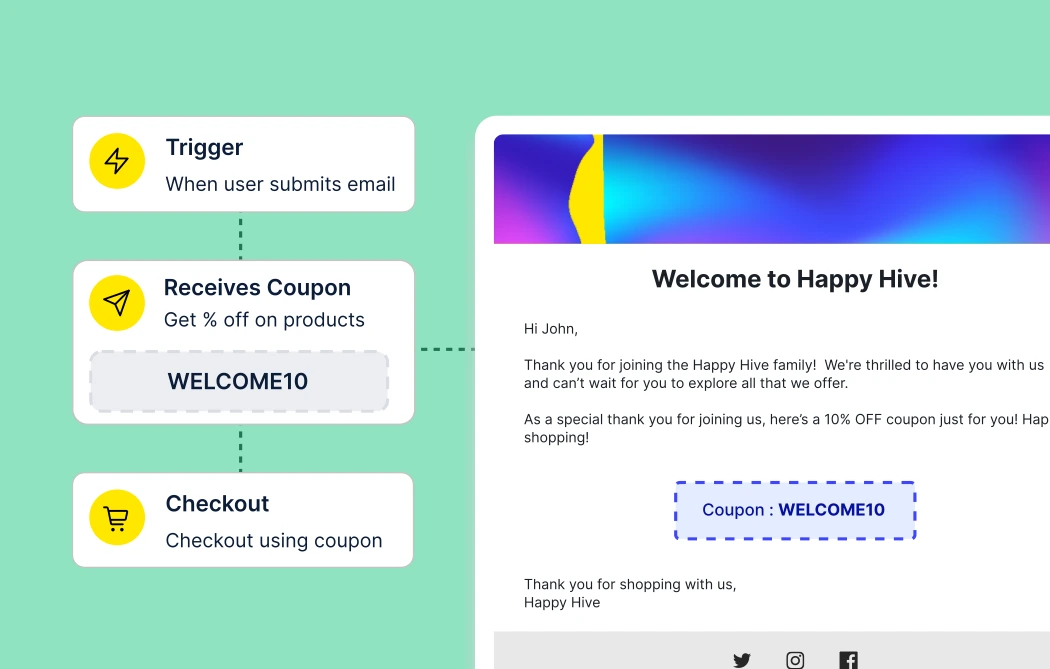 Trigger
When user submits email
Receives Coupon
Get % off on products
WELCOME10
Checkout
Checkout using coupon
Welcome to Happy Hive!
Hi John,
Thank you for joining the Happy Hive family!  We're thrilled to have you with us
and can’t wait for you to explore all that we offer.
As a special thank you for joining us, here’s a 10% OFF coupon just for you! Hap
shopping!
Coupon : WELCOME10
Thank you for shopping with us,
Happy Hive